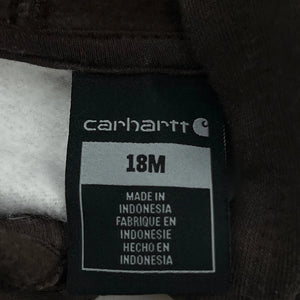 carhartt
18M
MADE IN
INDONESIA
FABRIQUE EN
INDONESIE
HECHO EN
INDONESIA